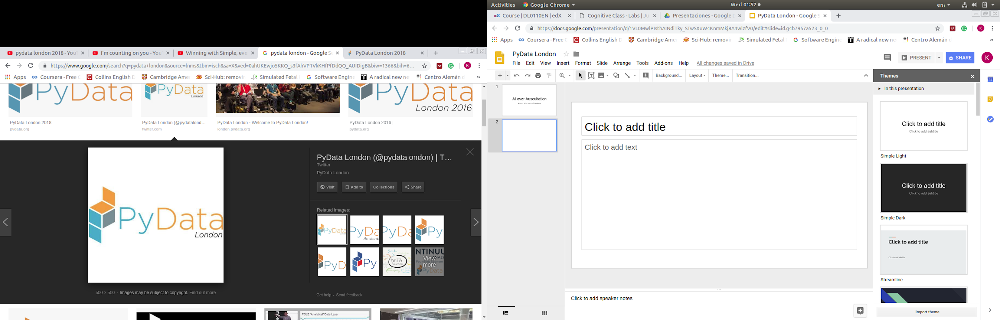 Activities
Google Chrome
Wed 01:52
en₁
pydata london 2018 - You
I'm counting on you - You
Winning with Simple, eve
pydata london - Google S
PyData London 2018
https://www.google.com/search?q=pydata+london&source=lnms&tbm=isch&sa=X&ved=0ahUKEwjo5KKQ_s3fAhVP1VkKHfPfDdQQ_AUIDigB&biw=1366&bih=6...
Apps
Coursera - Free C
Collins English D
Cambridge Amer
Sci-Hub: removin
Simulated Fetal
Software Engine
A radical new ne
Centro Alemán d
»
PyData
PyData
London
PyData
London 2016
PyData London 2018
pydata.org
PyData London (@pydatalond...
twitter.com
PyData London - Welcome to PyData London!
london.pydata.org
PyData London 2016 |
pydata.org
PyData
London
500 × 500 - Images may be subject to copyright. Find out more
PyData London (@pydatalondon) | T...
Twitter
PyData London
Visit
Add to
Collections
Share
Related images:
PyData
PyDa
Amsterda
PyDa
Py
PyD
Py
DATA
science
NTINUU
ANALY
Founding Sponsor
PyData
View
more
Get help - Send feedback
POLE 'Analytical' Data Layer
Course | DL0110EN | edX
Cognitive Class - Labs | Ju
Presentaciones - Google D
PyData London - Google S
https://docs.google.com/presentation/d/1VL0MwlPIsthAINdiTky_STwSXuW4KnmMkj8A4wlzfV0/edit#slide=id.g4b7957a523_0_0
Apps
Coursera - Free C
Collins English D
Cambridge Amer
Sci-Hub: removin
Simulated Fetal
Software Engine
A radical new ne
Centro Alemán d
»
PyData London
File Edit View Insert Format Slide Arrange Tools Add-ons Help All changes saved in Drive
PRESENT
SHARE
K
Background...
Layout
Theme...
Transition...
1
AI over Auscultation
Kevin Machado-Gamboa
2
Click to add title
Click to add text
Click to add speaker notes
Themes
In this presentation
Click to add title
Click to add subtitle
Simple Light
Click to add title
Click to add subtitle
Simple Dark
Click to add title
Click to add subtitle
Streamline
Import theme
31